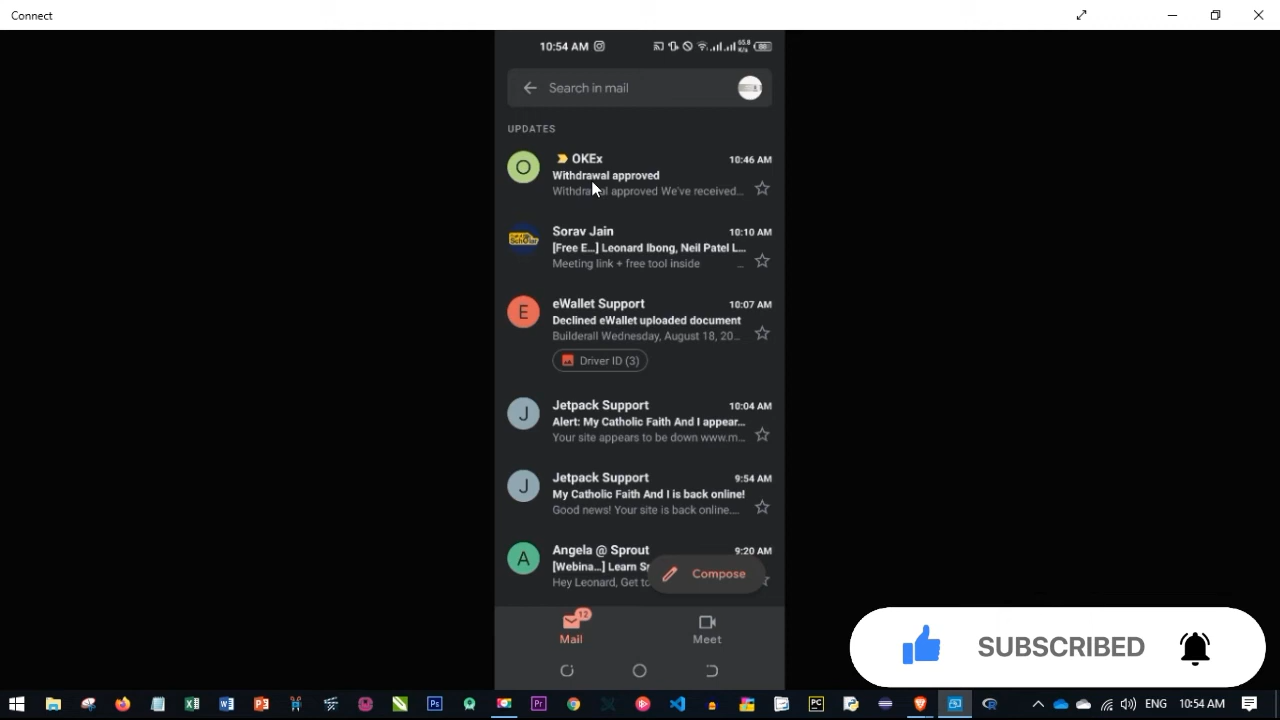 Connect
10:54 AM
55.8 K/s
Search in mail
UPDATES
OKEx
10:46 AM
Withdrawal approved
Withdrawal approved We've received...
Sorav Jain
10:10 AM
[Free E...] Leonard Ibong, Neil Patel L...
Meeting link + free tool inside ...
E
eWallet Support
10:07 AM
Declined eWallet uploaded document
Builderall Wednesday, August 18, 20...
Driver ID (3)
J
Jetpack Support
10:04 AM
Alert: My Catholic Faith And I appear...
Your site appears to be down www.m...
J
Jetpack Support
9:54 AM
My Catholic Faith And I is back online!
Good news! Your site is back online....
A
Angela @ Sprout
9:20 AM
[Webina...] Learn
Hey Leonard, Get
Compose
12
Mail
Meet
SUBSCRIBED
ENG
10:54 AM